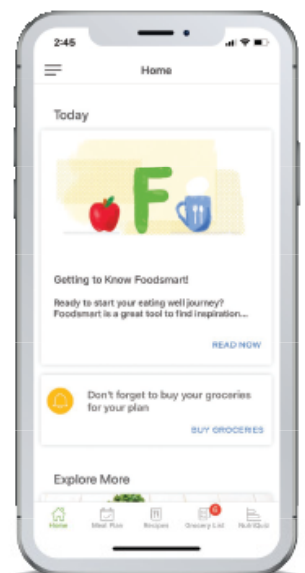 2:45
Home
Today
F
Getting to Know Foodsmart!
Ready to start your eating well journey?
Foodsmart is a great tool to find inspiration...
READ NOW
Don't forget to buy your groceries
for your plan
BUY GROCERIES
Explore More
6
Home Meal Plan Recipes Grocery List NutriQuiz